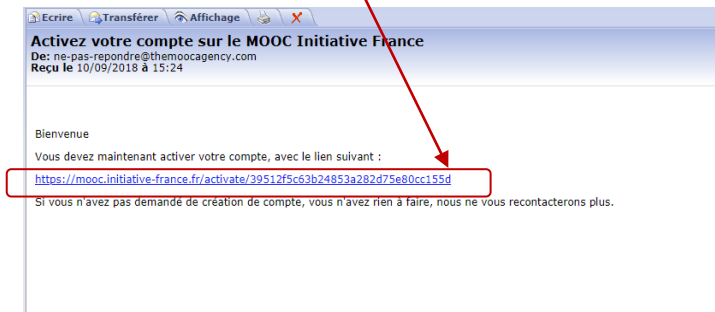 Ecrire Transférer Affichage
Activez votre compte sur le MOOC Initiative France
De: ne-pas-repondre@themoocagency.com
Reçu le 10/09/2018 à 15:24
Bienvenue
Vous devez maintenant activer votre compte, avec le lien suivant :
https://mooc.initiative-france.fr/activate/39512f5c63b24853a282d75e80cc155d
Si vous n'avez pas demandé de création de compte, vous n'avez rien à faire, nous ne vous recontacterons plus.